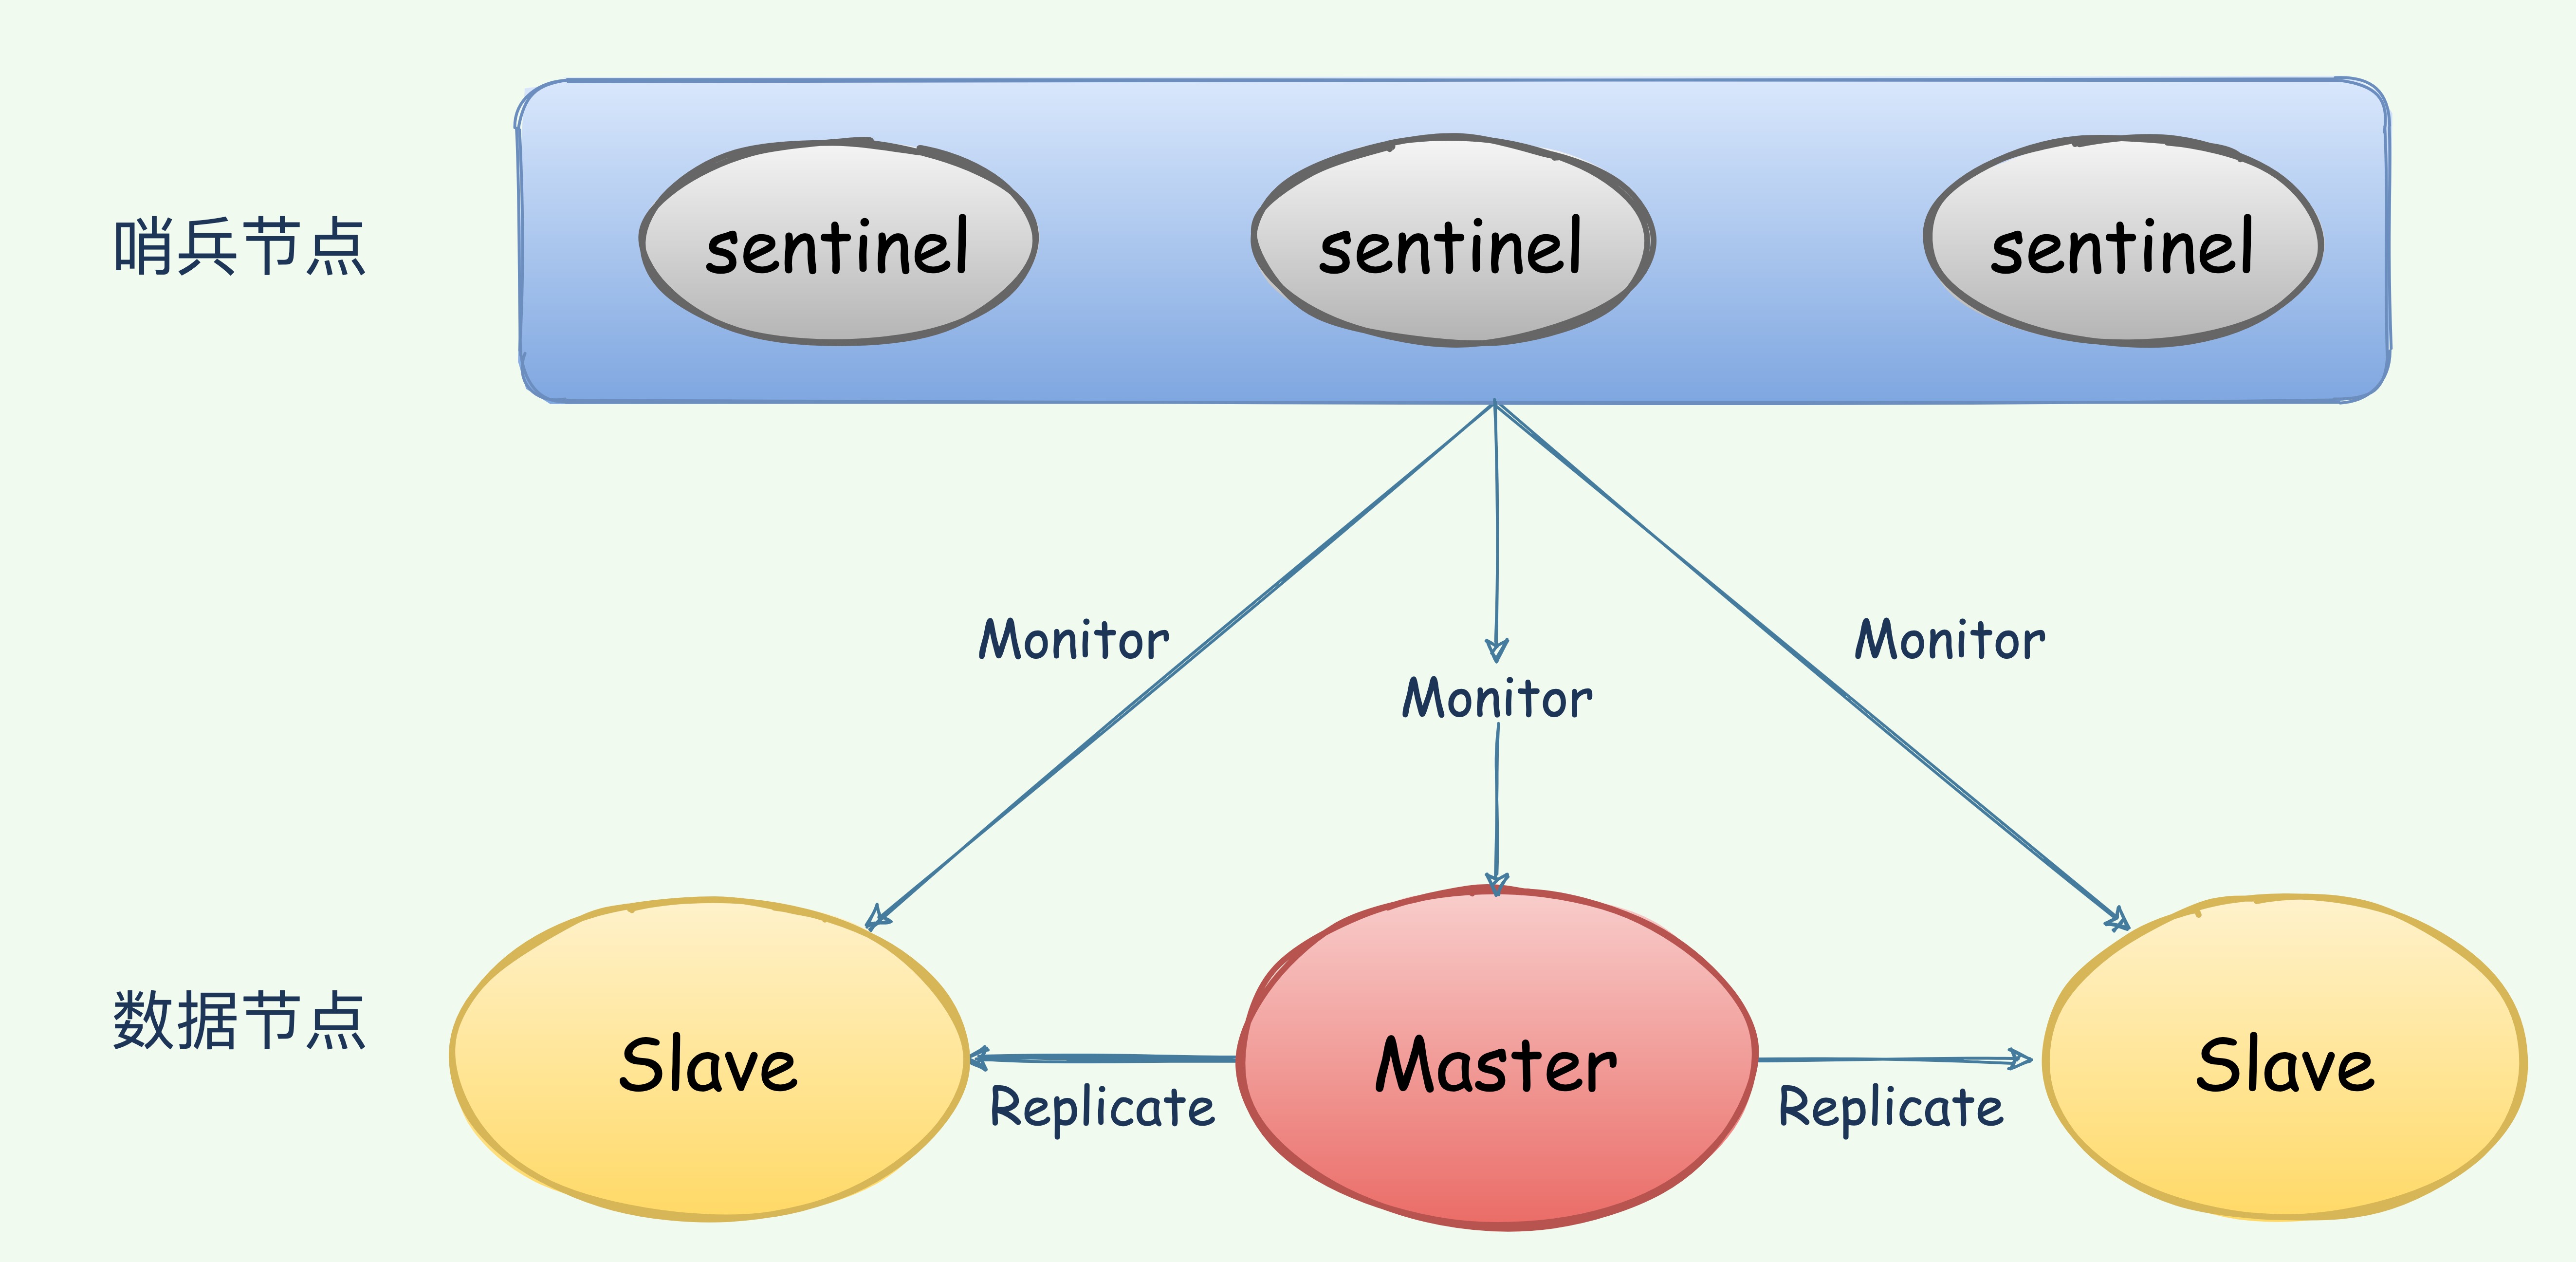 哨兵节点
sentinel
sentinel
sentinel
Monitor
Monitor
Monitor
数据节点
Slave
Replicate
Master
Replicate
Slave